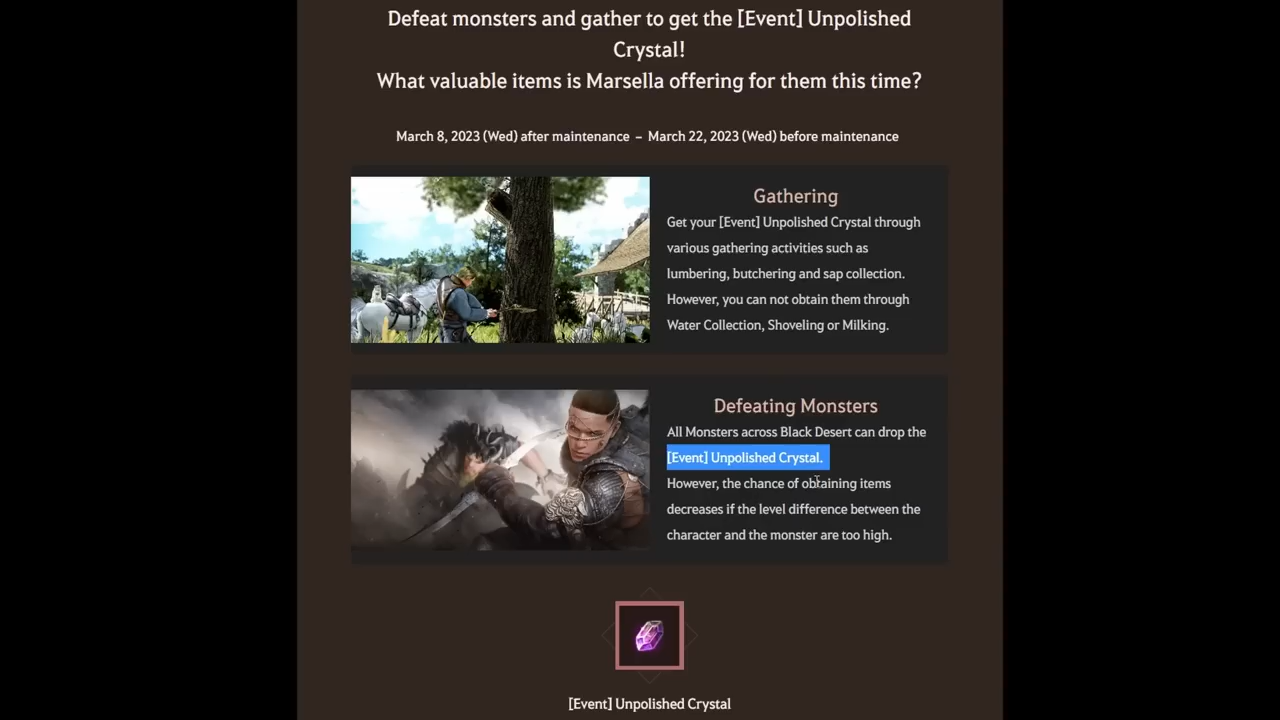 Defeat monsters and gather to get the [Event] Unpolished
Crystal!
What valuable items is Marsella offering for them this time?
March 8, 2023 (Wed) after maintenance – March 22, 2023 (Wed) before maintenance
Gathering
Get your [Event] Unpolished Crystal through
various gathering activities such as
lumbering, butchering and sap collection.
However, you can not obtain them through
Water Collection, Shoveling or Milking.
Defeating Monsters
All Monsters across Black Desert can drop the
[Event] Unpolished Crystal.
However, the chance of obtaining items
decreases if the level difference between the
character and the monster are too high.
[Event] Unpolished Crystal